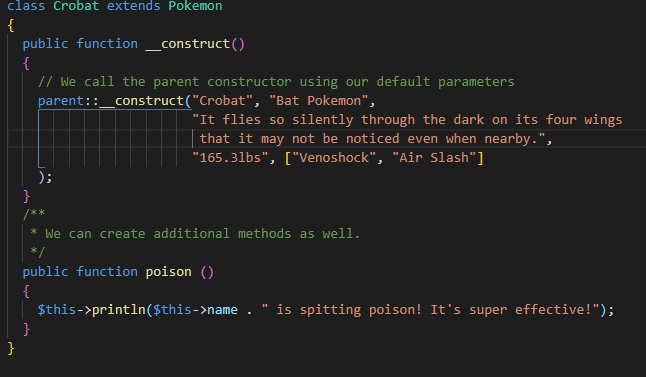 class Crobat extends Pokemon
{
  public function __construct()
  {
    // We call the parent constructor using our default parameters
    parent::__construct("Crobat", "Bat Pokemon",
                        "It flies so silently through the dark on its four wings
                         that it may not be noticed even when nearby.",
                        "165.3lbs", ["Venoshock", "Air Slash"]
    );
  }
  /**
   * We can create additional methods as well.
   */
  public function poison ()
  {
    $this->println($this->name . " is spitting poison! It's super effective!");
  }
}